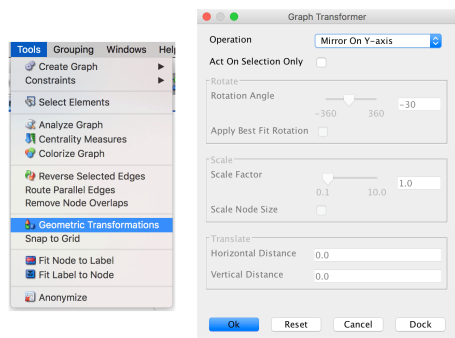 Tools Grouping Windows Help
Create Graph
Constraints
Select Elements
Analyze Graph
Centrality Measures
Colorize Graph
Reverse Selected Edges
Route Parallel Edges
Remove Node Overlaps
Geometric Transformations
Snap to Grid
Fit Node to Label
Fit Label to Node
Anonymize
Graph Transformer
Operation Mirror On Y-axis
Act On Selection Only
Rotate
Rotation Angle -30
-360 360
Apply Best Fit Rotation
Scale
Scale Factor 1.0
0.1 10.0
Scale Node Size
Translate
Horizontal Distance 0.0
Vertical Distance 0.0
Ok Reset Cancel Dock